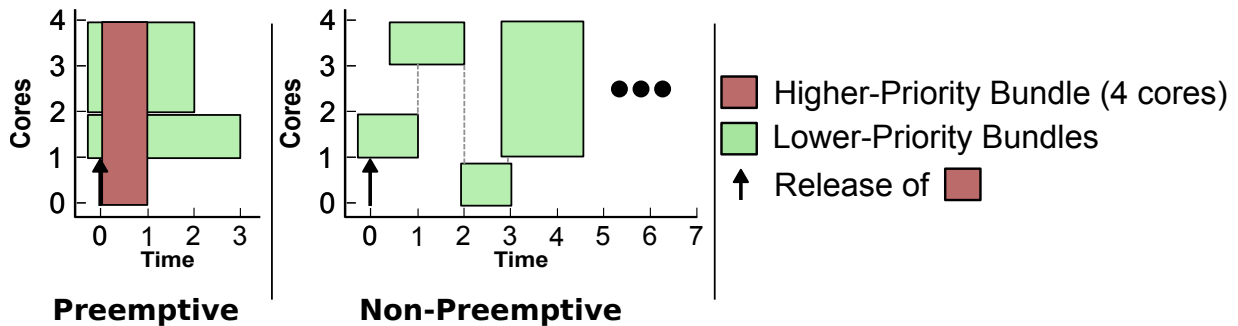 Cores
4
3
2
1
0
0 1 2 3
Time
Preemptive
Cores
4
3
2
1
0
0 1 2 3 4 5 6 7
Time
Non-Preemptive
Higher-Priority Bundle (4 cores)
Lower-Priority Bundles
Release of